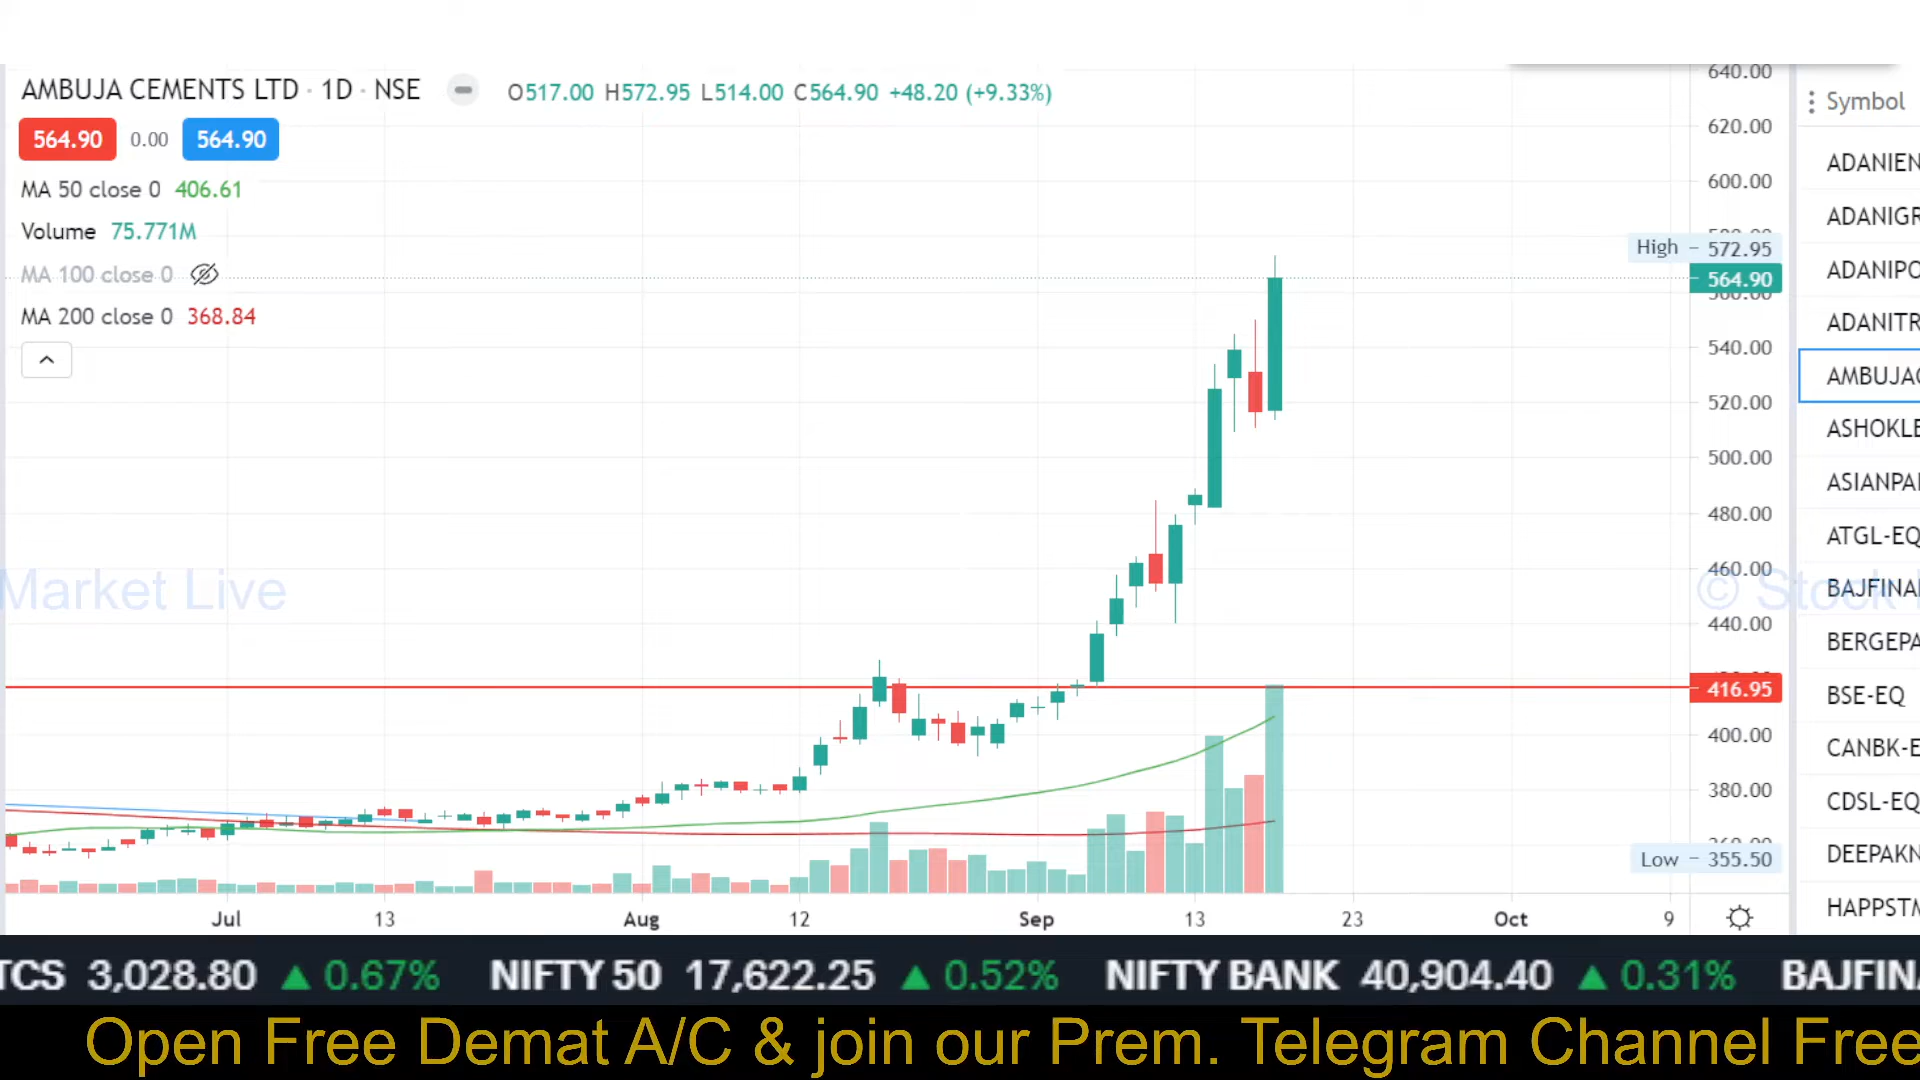 AMBUJA CEMENTS LTD · 1D · NSE O517.00 H572.95 L514.00 C564.90 +48.20 (+9.33%)
564.90 0.00 564.90
MA 50 close 0 406.61
Volume 75.771M
MA 100 close 0
MA 200 close 0 368.84
640.00
620.00
600.00
High 572.95
564.90
540.00
520.00
500.00
480.00
460.00
440.00
416.95
400.00
380.00
Low 355.50
Symbol
ADANIEN
ADANIGR
ADANIPO
ADANITR
AMBUJAC
ASHOKLE
ASIANPAI
ATGL-EQ
BAJFINAN
BERGEPA
BSE-EQ
CANBK-E
CDSL-EQ
DEEPAKN
HAPPSTM
Market Live
© Stock
Jul 13 Aug 12 Sep 13 23 Oct 9
TCS 3,028.80 ▲ 0.67% NIFTY 50 17,622.25 ▲ 0.52% NIFTY BANK 40,904.40 ▲ 0.31% BAJFINA
Open Free Demat A/C & join our Prem. Telegram Channel Free